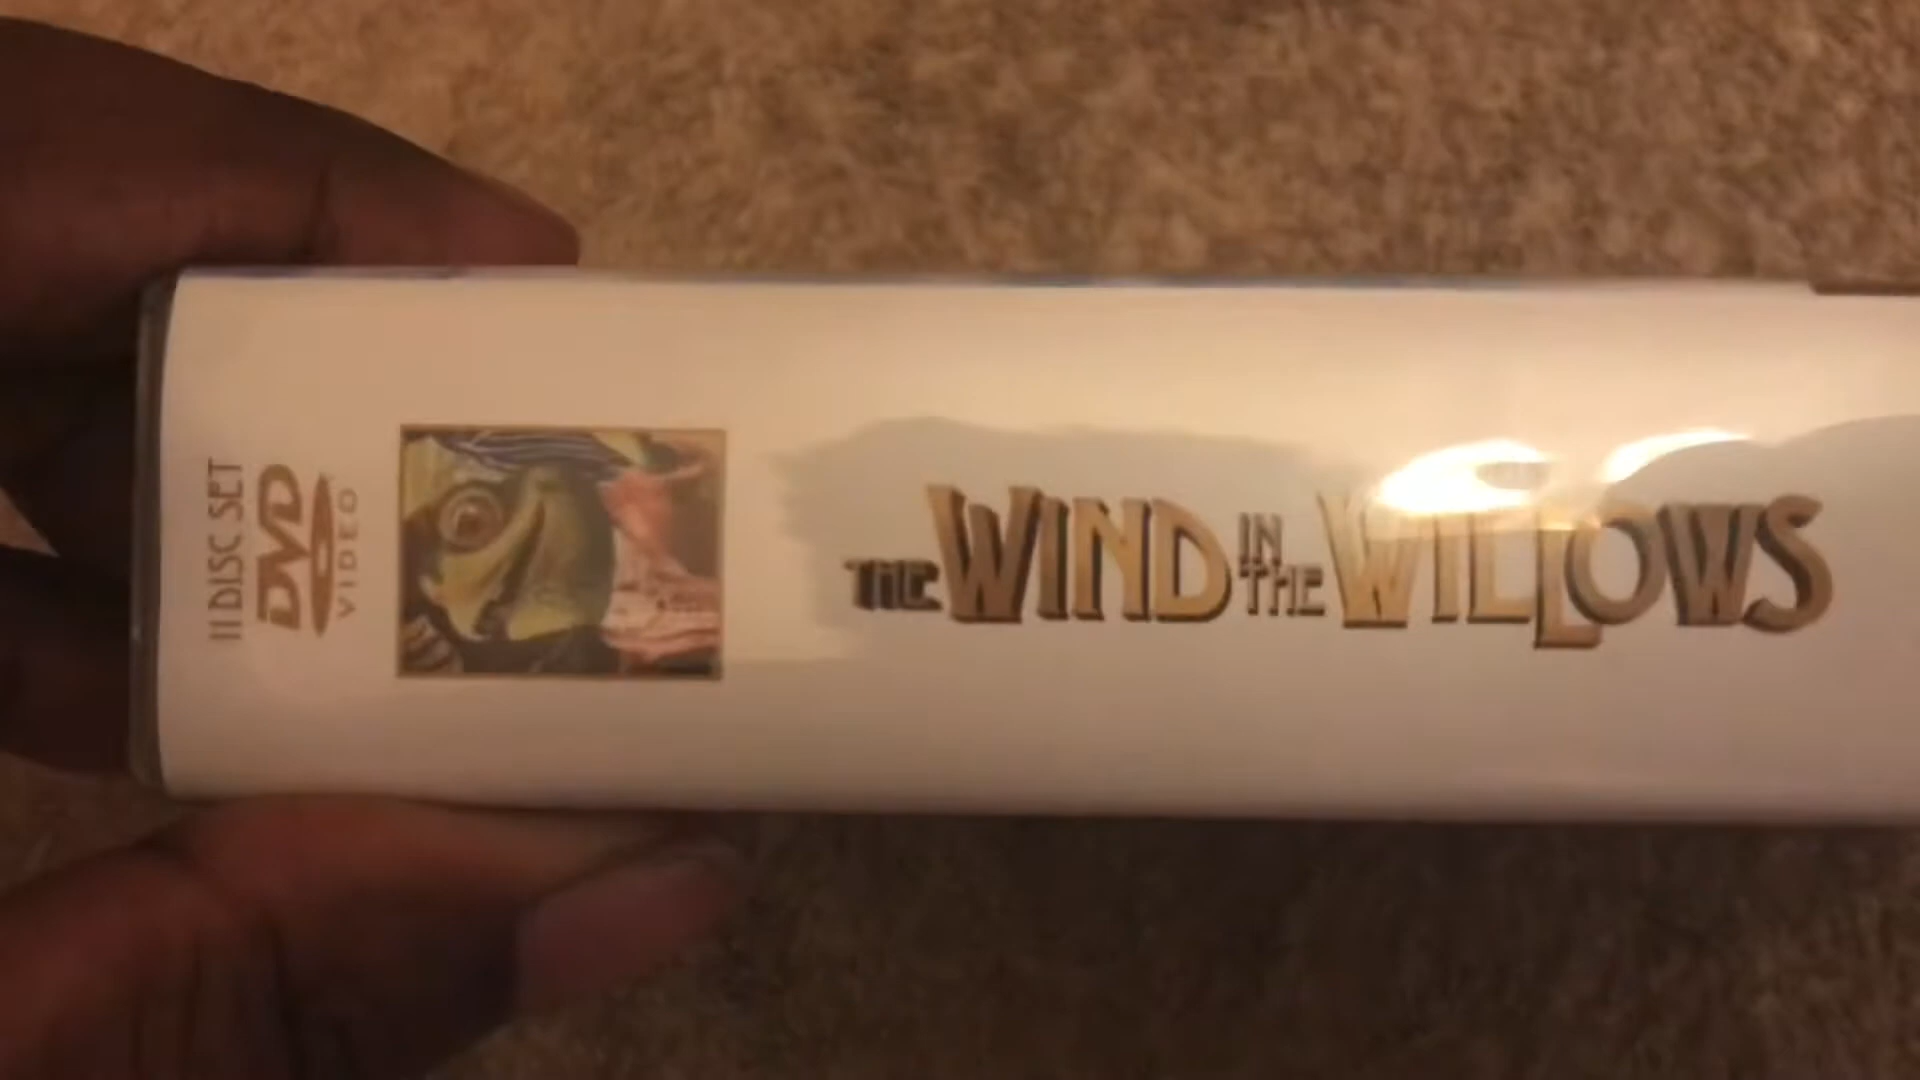 11 DISC SET
DVD
VIDEO
THE WIND IN THE WILLOWS